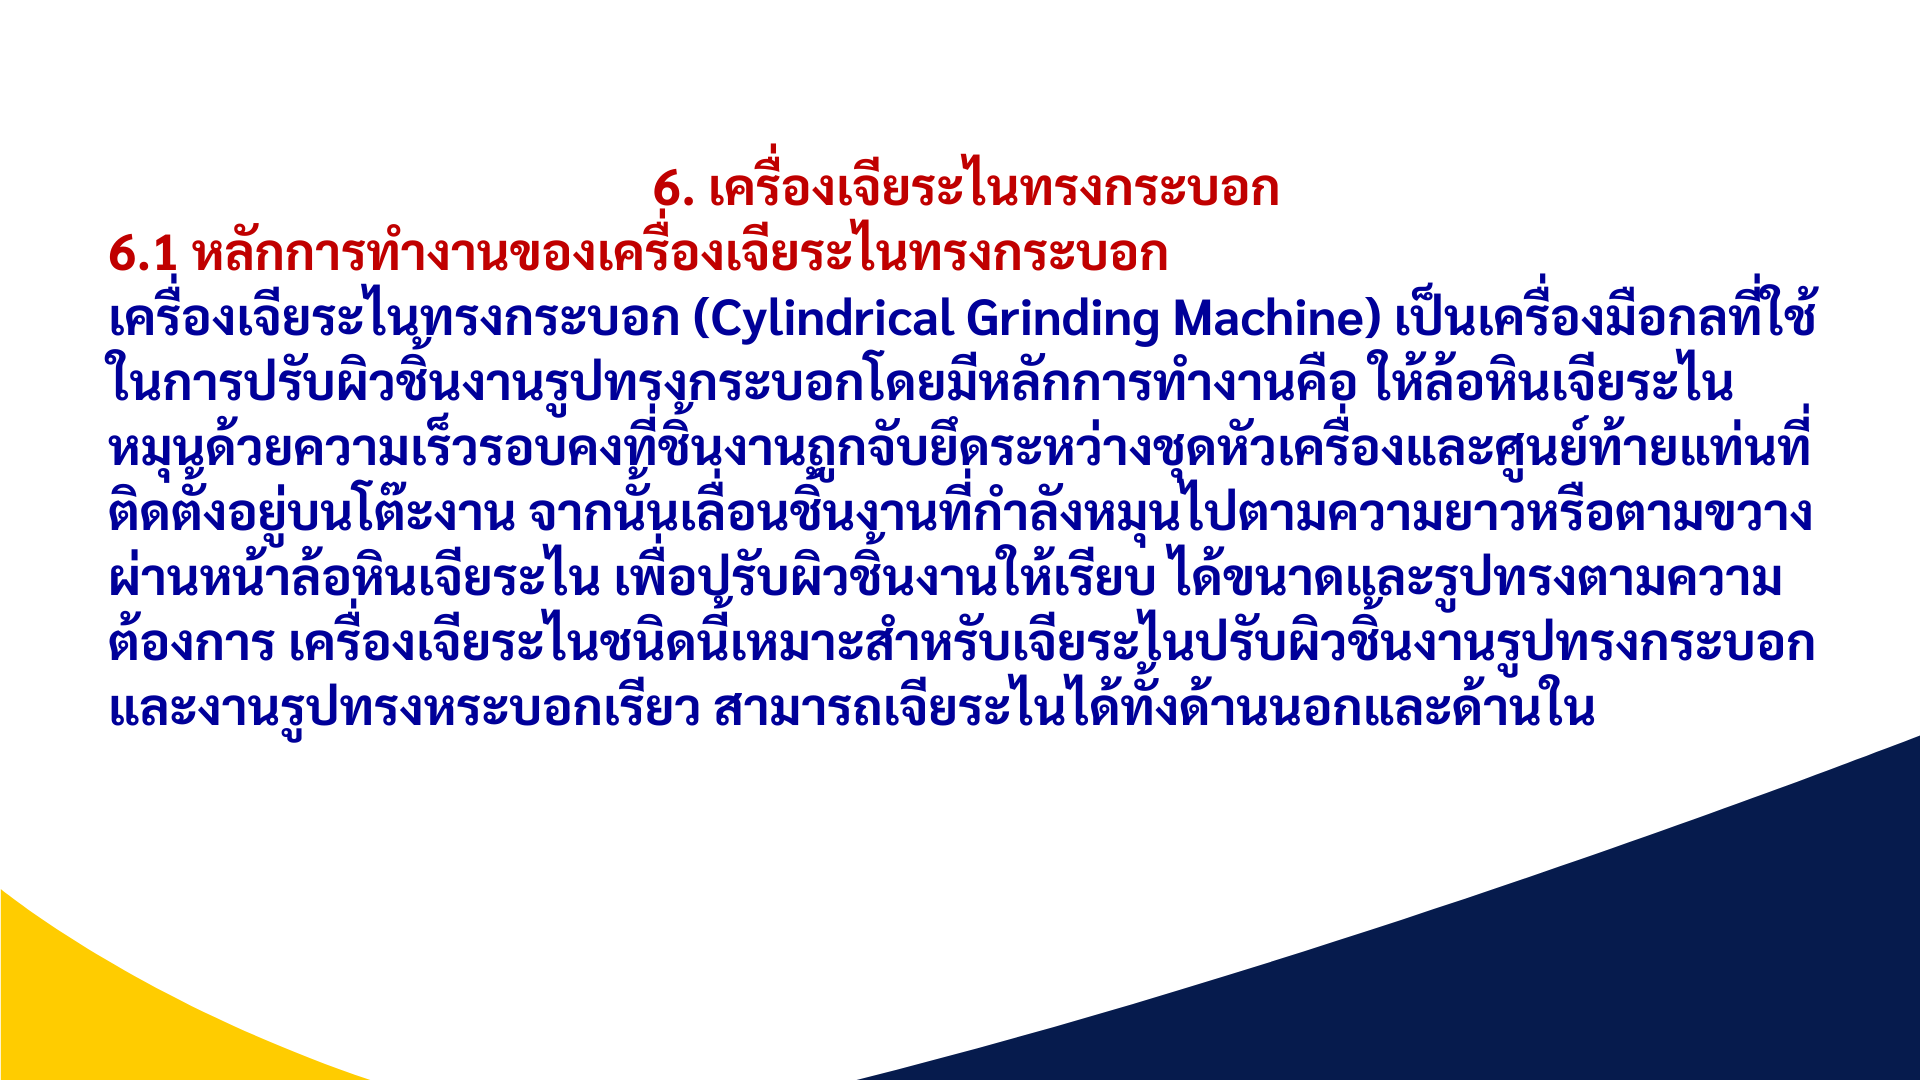 6. เครื่องเจียระไนทรงกระบอก
6.1 หลักการทำงานของเครื่องเจียระไนทรงกระบอก
เครื่องเจียระไนทรงกระบอก (Cylindrical Grinding Machine) เป็นเครื่องมือกลที่ใช้
ในการปรับผิวชิ้นงานรูปทรงกระบอกโดยมีหลักการทำงานคือ ให้ล้อหินเจียระไน
หมุนด้วยความเร็วรอบคงที่ชิ้นงานถูกจับยึดระหว่างชุดหัวเครื่องและศูนย์ท้ายแท่นที่
ติดตั้งอยู่บนโต๊ะงาน จากนั้นเลื่อนชิ้นงานที่กำลังหมุนไปตามความยาวหรือตามขวาง
ผ่านหน้าล้อหินเจียระไน เพื่อปรับผิวชิ้นงานให้เรียบ ได้ขนาดและรูปทรงตามความ
ต้องการ เครื่องเจียระไนชนิดนี้เหมาะสำหรับเจียระไนปรับผิวชิ้นงานรูปทรงกระบอก
และงานรูปทรงหระบอกเรียว สามารถเจียระไนได้ทั้งด้านนอกและด้านใน